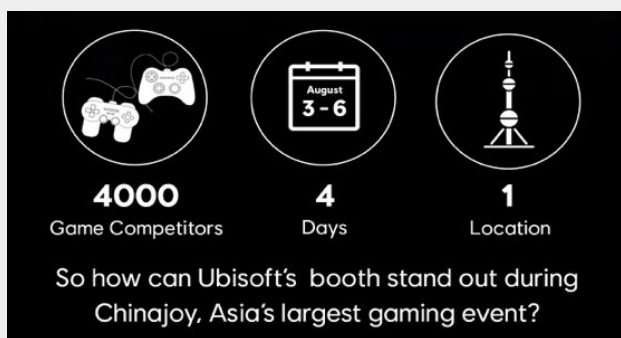 August
3 - 6
4000
4
1
Game Competitors
Days
Location
So how can Ubisoft's booth stand out during
Chinajoy, Asia's largest gaming event?